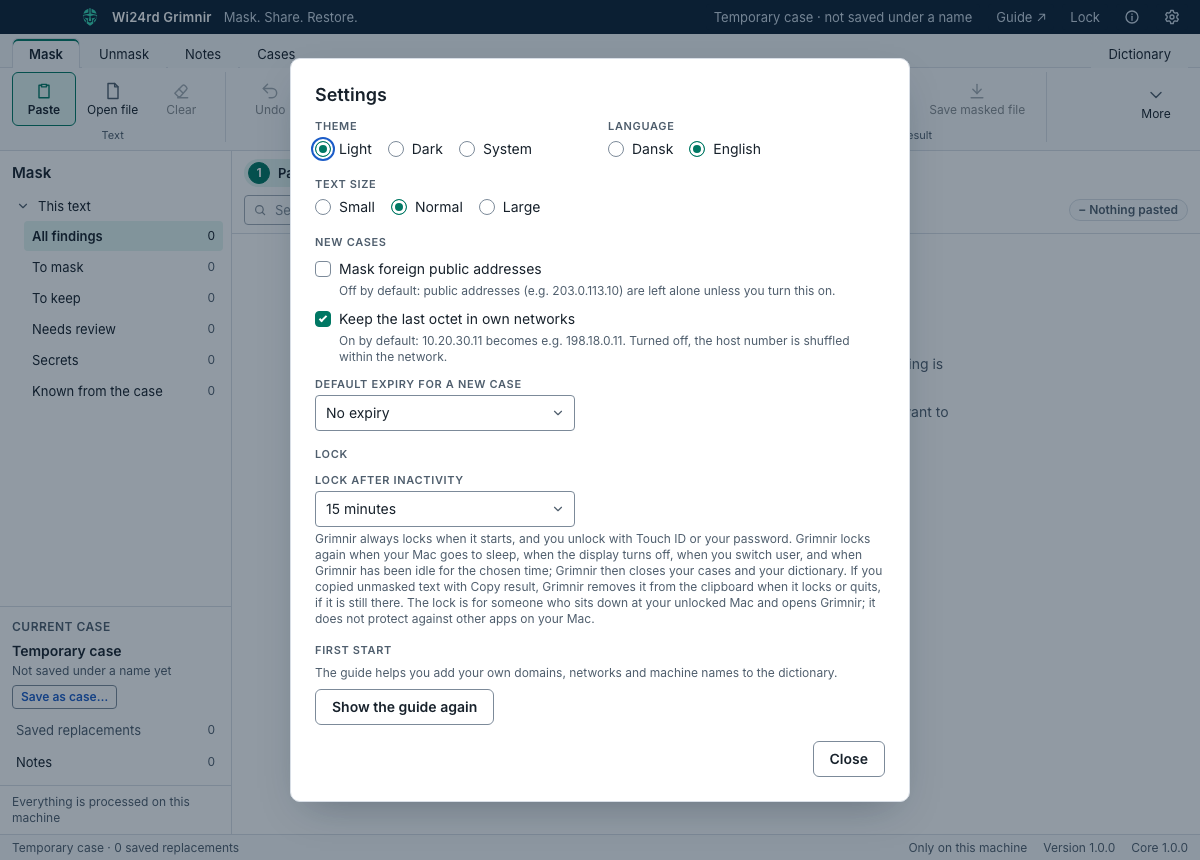 Wi24rd Grimnir Mask. Share. Restore. Temporary case · not saved under a name Guide ↗ Lock
Mask Unmask Notes Cases Dictionary
Paste Open file Clear Undo Save masked file More
Text
Mask
This text
All findings 0
To mask 0
To keep 0
Needs review 0
Secrets 0
Known from the case 0
1
– Nothing pasted
Settings
THEME
Light Dark System
LANGUAGE
Dansk English
TEXT SIZE
Small Normal Large
NEW CASES
Mask foreign public addresses
Off by default: public addresses (e.g. 203.0.113.10) are left alone unless you turn this on.
Keep the last octet in own networks
On by default: 10.20.30.11 becomes e.g. 198.18.0.11. Turned off, the host number is shuffled
within the network.
DEFAULT EXPIRY FOR A NEW CASE
No expiry
LOCK
LOCK AFTER INACTIVITY
15 minutes
Grimnir always locks when it starts, and you unlock with Touch ID or your password. Grimnir locks
again when your Mac goes to sleep, when the display turns off, when you switch user, and when
Grimnir has been idle for the chosen time; Grimnir then closes your cases and your dictionary. If you
copied unmasked text with Copy result, Grimnir removes it from the clipboard when it locks or quits,
if it is still there. The lock is for someone who sits down at your unlocked Mac and opens Grimnir; it
does not protect against other apps on your Mac.
FIRST START
The guide helps you add your own domains, networks and machine names to the dictionary.
Show the guide again
Close
CURRENT CASE
Temporary case
Not saved under a name yet
Save as case...
Saved replacements 0
Notes 0
Everything is processed on this
machine
Temporary case · 0 saved replacements Only on this machine Version 1.0.0 Core 1.0.0